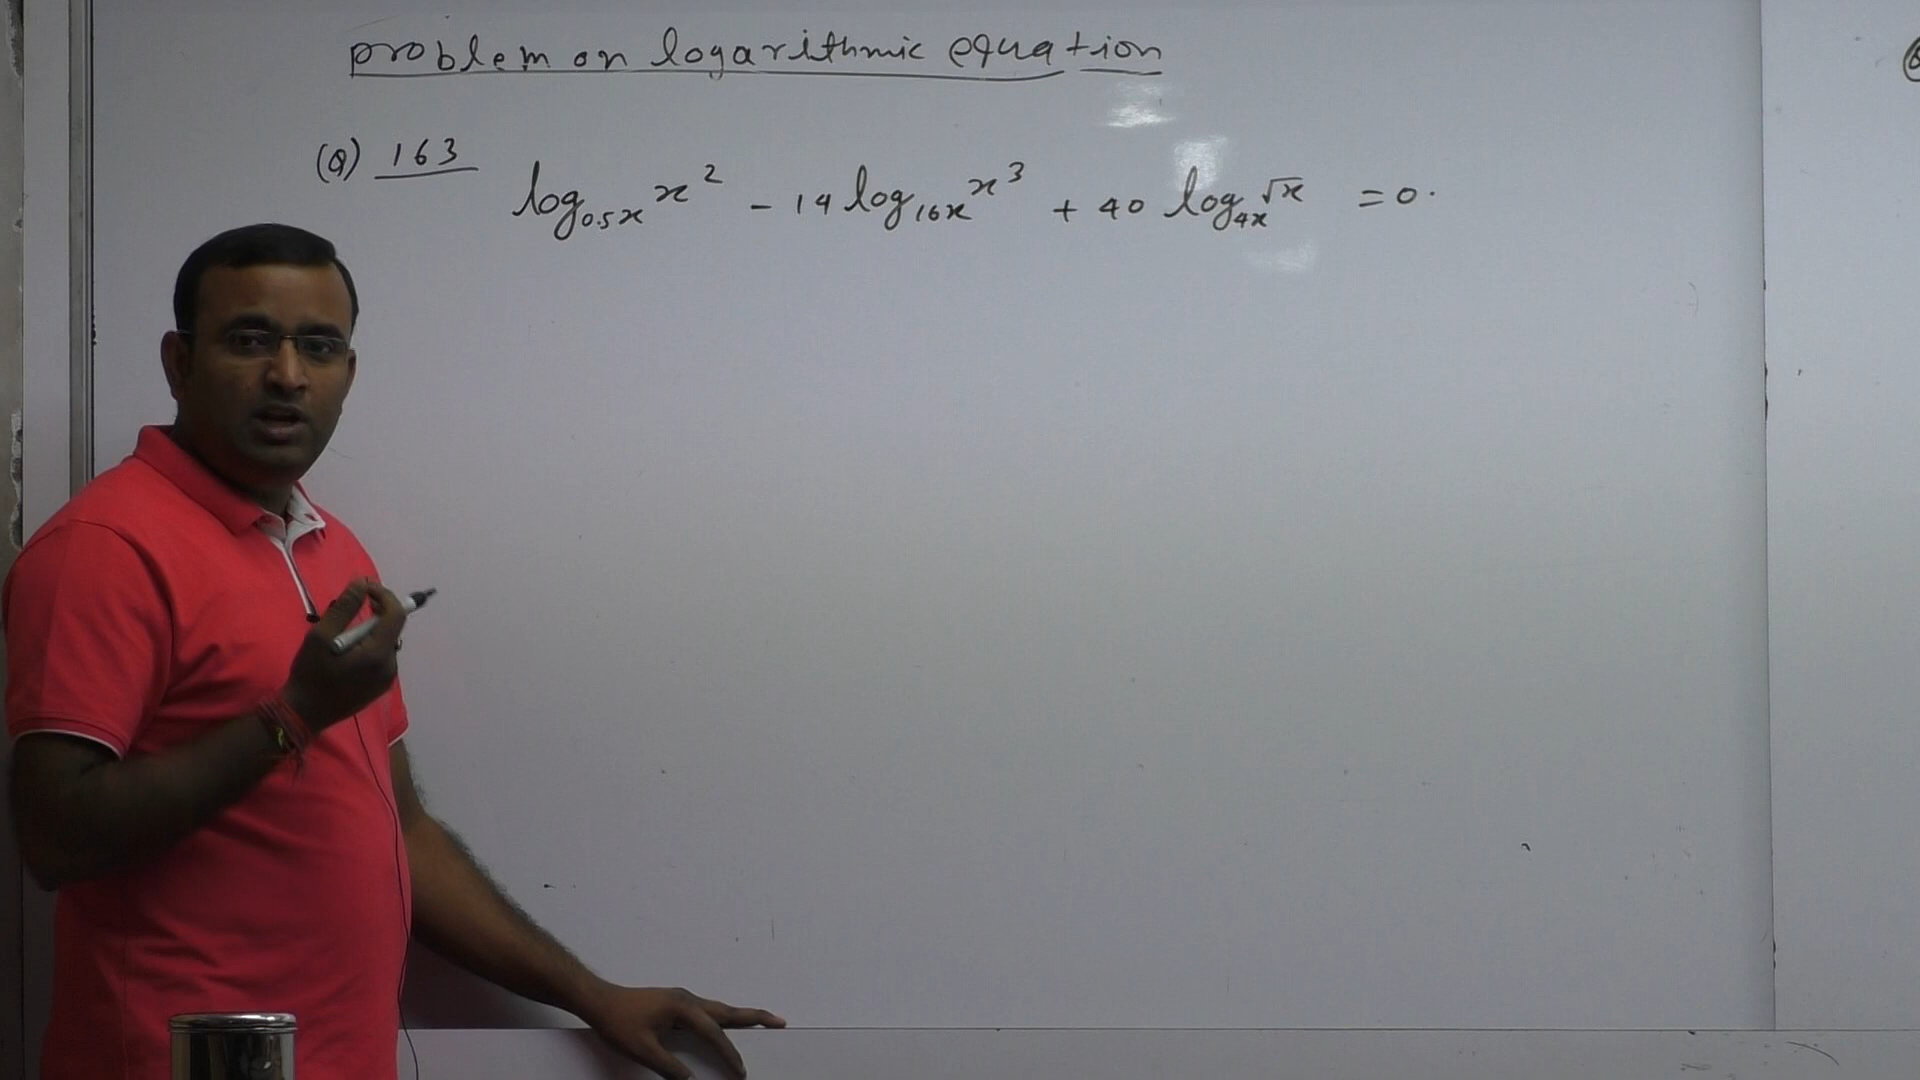 problem on logarithmic equation
(Q) 163 log₀.₅ₓ x² - 14 log₁₆ₓ x³ + 40 log₄ₓ √x = 0.